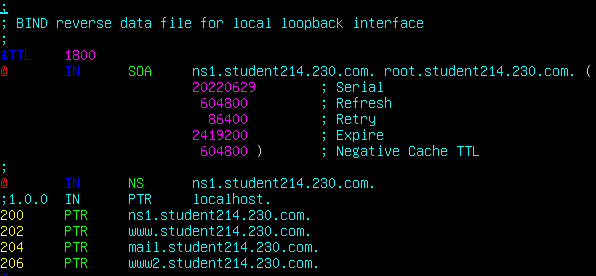 ;
; BIND reverse data file for local loopback interface
;
$TTL 1800
@ IN SOA ns1.student214.230.com. root.student214.230.com. (
20220629 ; Serial
604800 ; Refresh
86400 ; Retry
2419200 ; Expire
604800 ) ; Negative Cache TTL
;
@ IN NS ns1.student214.230.com.
;1.0.0 IN PTR localhost.
200 PTR ns1.student214.230.com.
202 PTR www.student214.230.com.
204 PTR mail.student214.230.com.
206 PTR www2.student214.230.com.